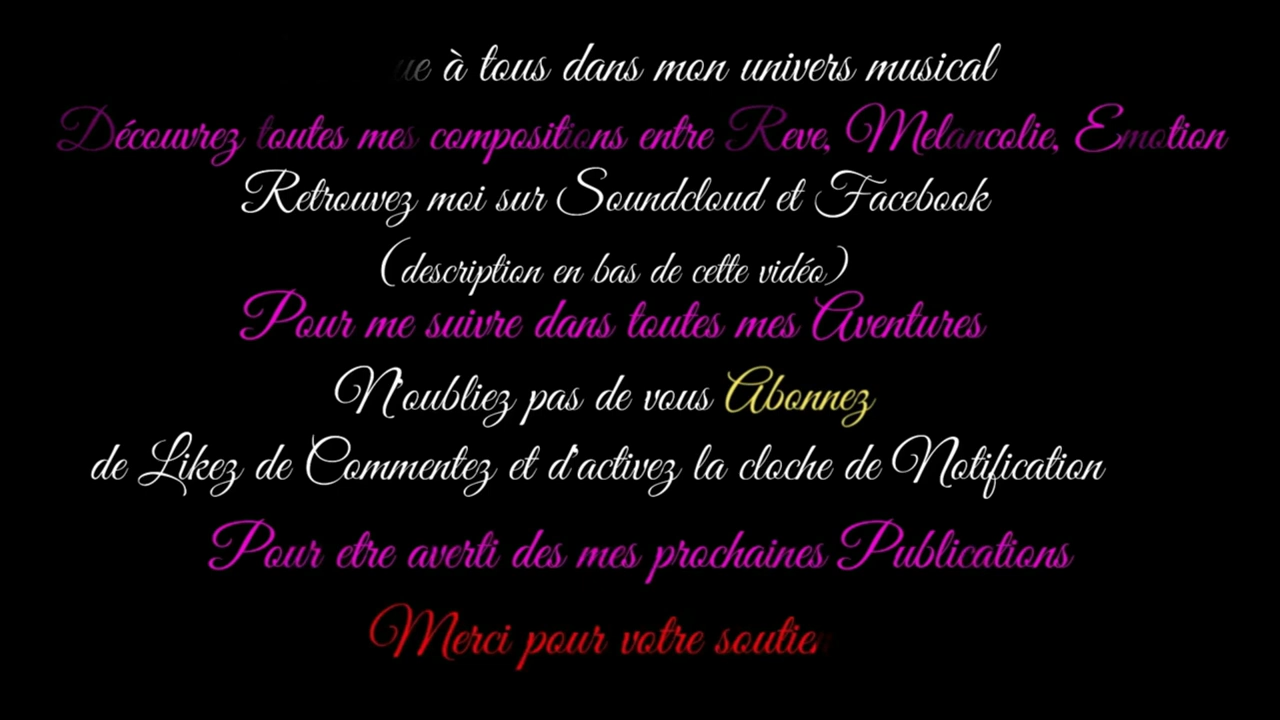 à tous dans mon univers musical
Découvrez toutes mes compositions entre Reve, Melancolie, Emotion
Retrouvez moi sur Soundcloud et Facebook
(description en bas de cette vidéo)
Pour me suivre dans toutes mes Aventures
N'oubliez pas de vous Abonnez
de Likez de Commentez et d'activez la cloche de Notification
Pour etre averti des mes prochaines Publications
Merci pour votre soutien